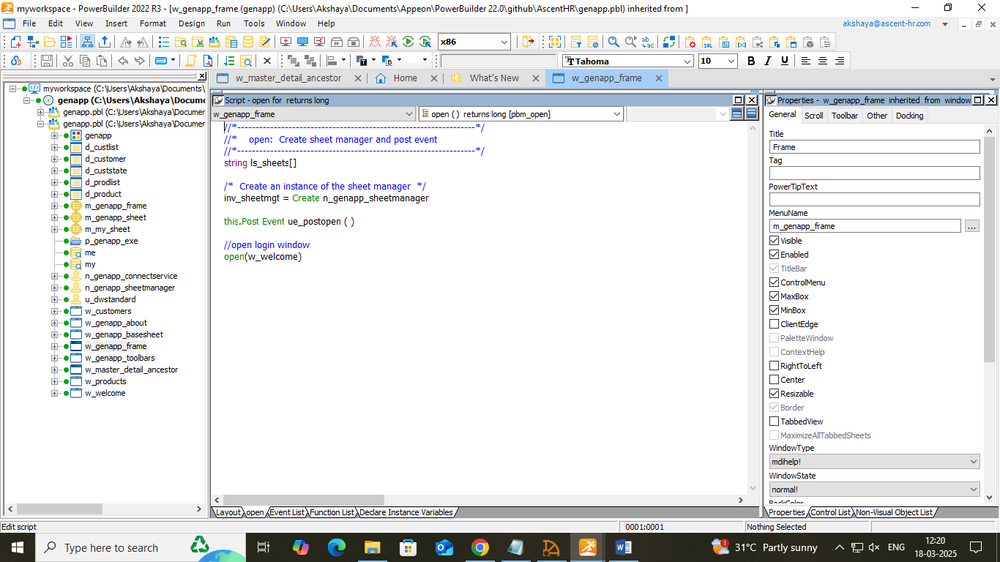 myworkspace - PowerBuilder 2022 R3 - [w_genapp_frame (genapp) (C:\Users\Akshaya\Documents\Appeon\PowerBuilder 22.0\github\AscentHR\genapp.pbl) inherited from ]
File Edit View Insert Format Design Run Tools Window Help
akshaya@ascent-hr.com
x86
cmd
Tahoma
10
B I U
w_master_detail_ancestor
Home
What's New
w_genapp_frame
myworkspace (C:\Users\Akshaya\Documents\
genapp (C:\Users\Akshaya\Docume
genapp.pbl (C:\Users\Akshaya\Documer
genapp.pbl (C:\Users\Akshaya\Documer
genapp
d_custlist
d_customer
d_custstate
d_prodlist
d_product
m_genapp_frame
m_genapp_sheet
m_my_sheet
p_genapp_exe
me
my
n_genapp_connectservice
n_genapp_sheetmanager
u_dwstandard
w_customers
w_genapp_about
w_genapp_basesheet
w_genapp_frame
w_genapp_toolbars
w_master_detail_ancestor
w_products
w_welcome
Script - open for returns long
w_genapp_frame
open ( ) returns long [pbm_open]
//*-----------------------------------------------------------------*/
//* open: Create sheet manager and post event
//*-----------------------------------------------------------------*/
string ls_sheets[]
/* Create an instance of the sheet manager */
inv_sheetmgt = Create n_genapp_sheetmanager
this.Post Event ue_postopen ( )
//open login window
open(w_welcome)
Layout open Event List Function List Declare Instance Variables
Properties - w_genapp_frame inherited from window
General Scroll Toolbar Other Docking
Title
Frame
Tag
PowerTipText
MenuName
m_genapp_frame
...
Visible
Enabled
TitleBar
ControlMenu
MaxBox
MinBox
ClientEdge
PaletteWindow
ContextHelp
RightToLeft
Center
Resizable
Border
TabbedView
MaximizeAllTabbedSheets
WindowType
mdihelp!
WindowState
normal!
BackColor
Properties Control List Non-Visual Object List
Edit script
0001:0001
Nothing Selected
Type here to search
1
31°C Partly sunny
ENG
12:20
18-03-2025